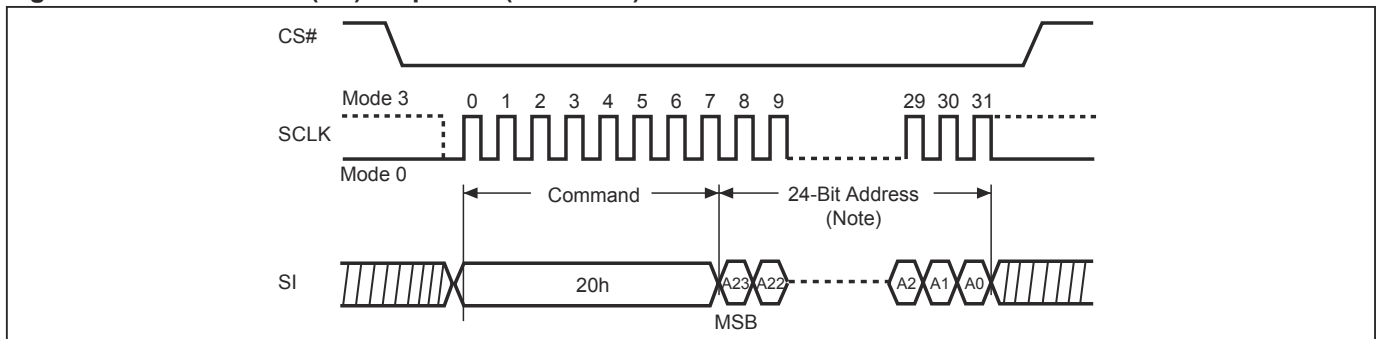 CS#
Mode 3
0 1 2 3 4 5 6 7 8 9 29 30 31
SCLK
Mode 0
Command
24-Bit Address
(Note)
SI
20h
A23 A22 A2 A1 A0
MSB